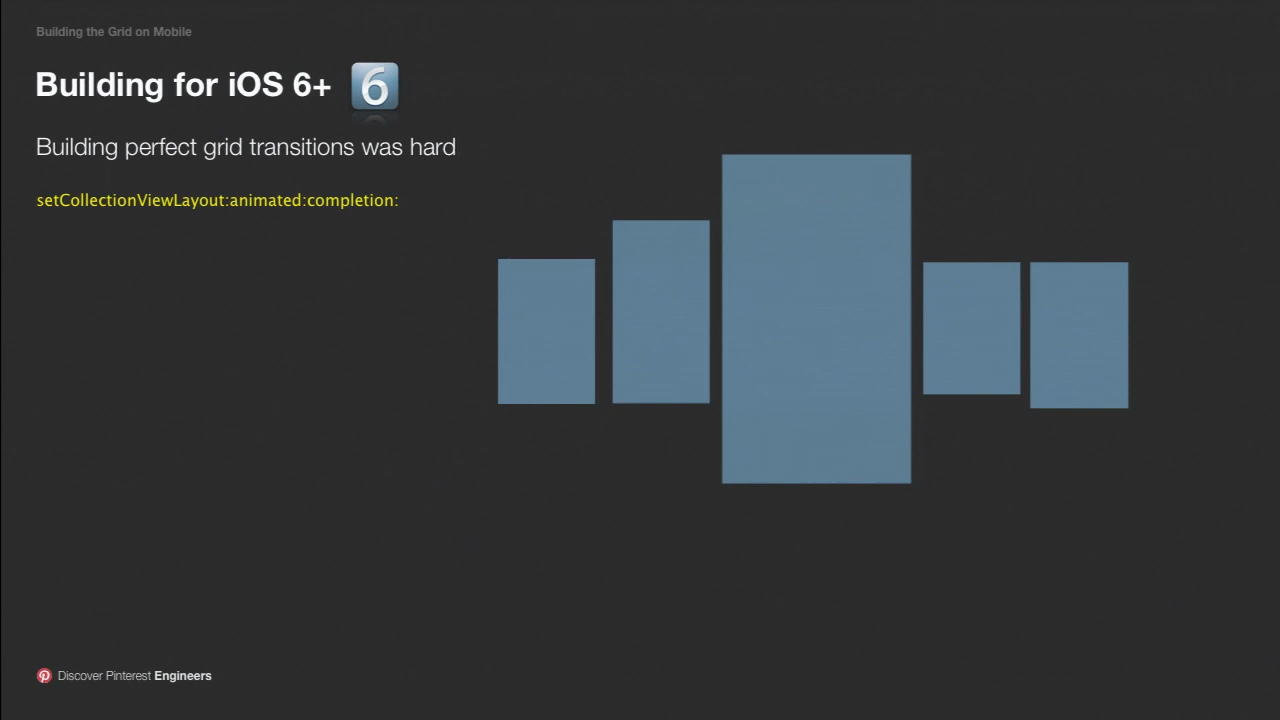 Building the Grid on Mobile
Building for iOS 6+ 6
Building perfect grid transitions was hard
setCollectionViewLayout:animated:completion:
Discover Pinterest Engineers